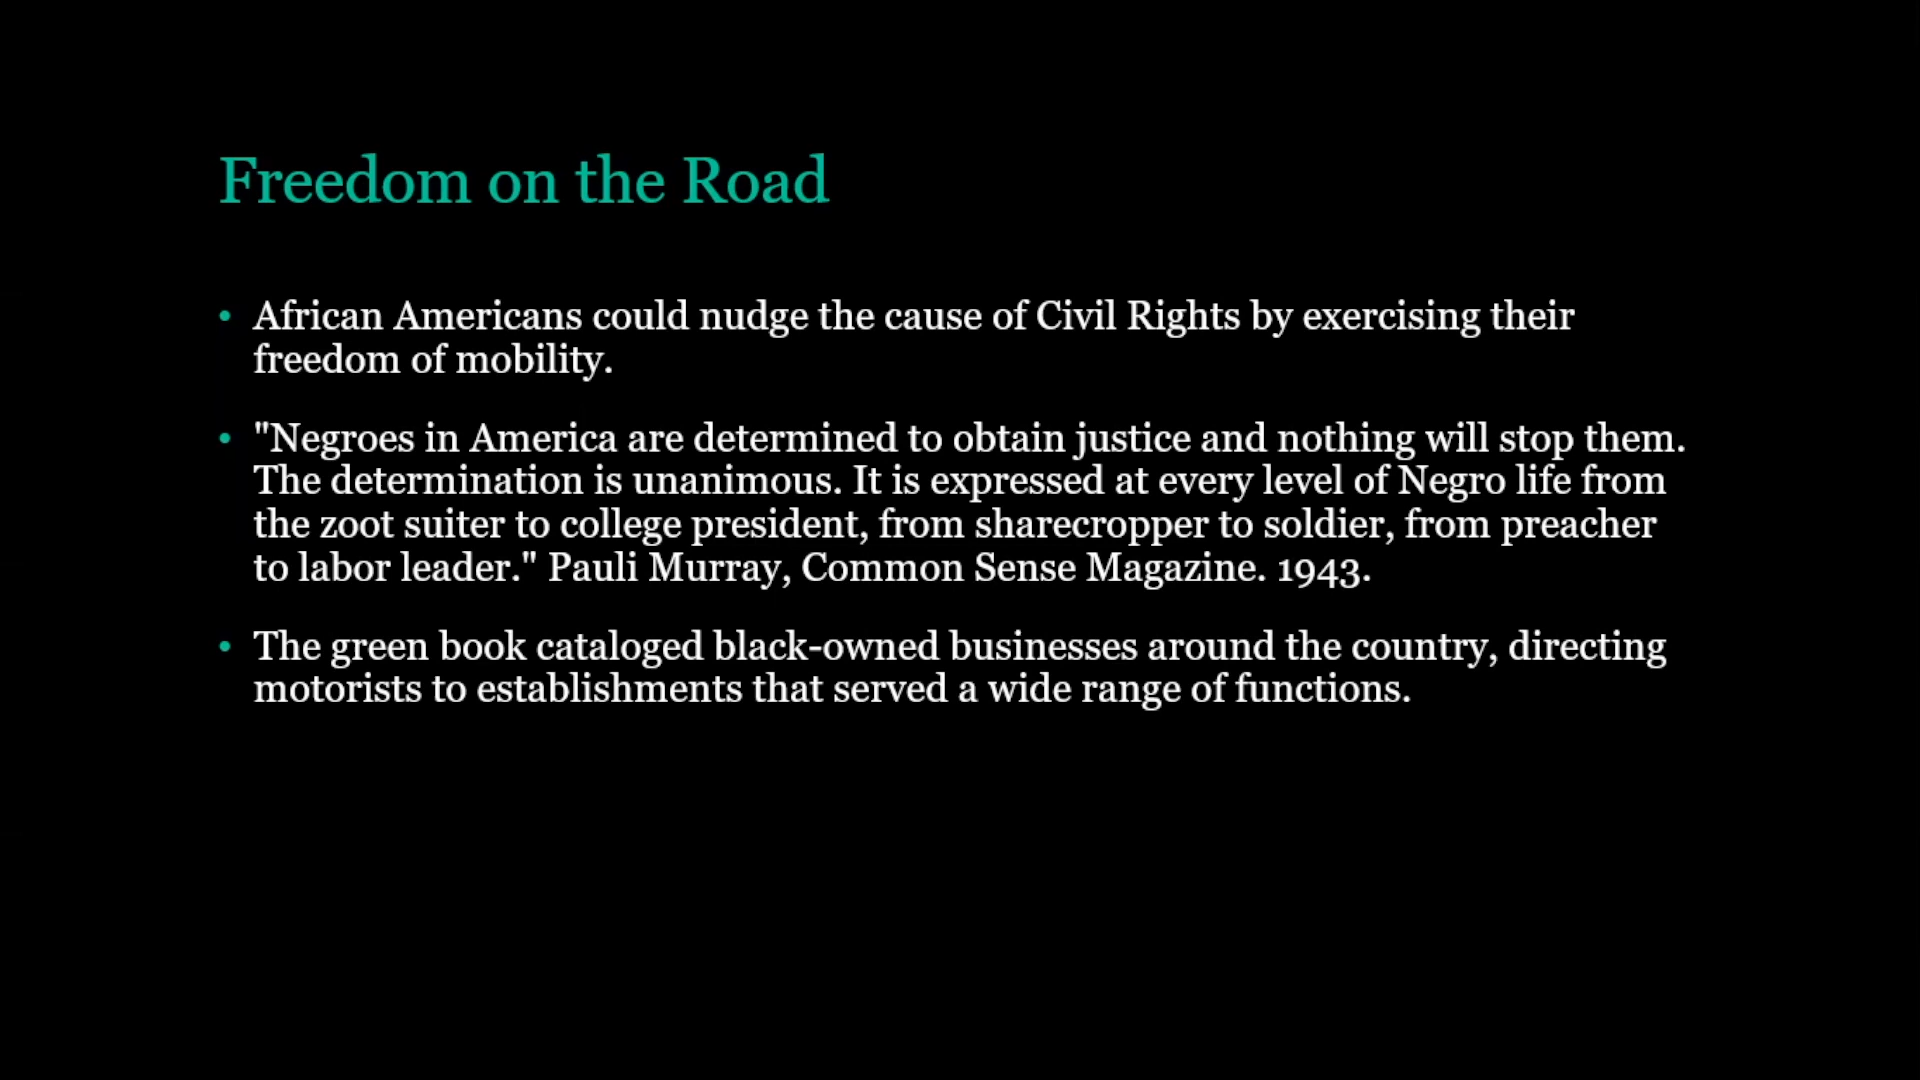 Freedom on the Road
• African Americans could nudge the cause of Civil Rights by exercising their
freedom of mobility.
• "Negroes in America are determined to obtain justice and nothing will stop them.
The determination is unanimous. It is expressed at every level of Negro life from
the zoot suiter to college president, from sharecropper to soldier, from preacher
to labor leader." Pauli Murray, Common Sense Magazine. 1943.
• The green book cataloged black-owned businesses around the country, directing
motorists to establishments that served a wide range of functions.